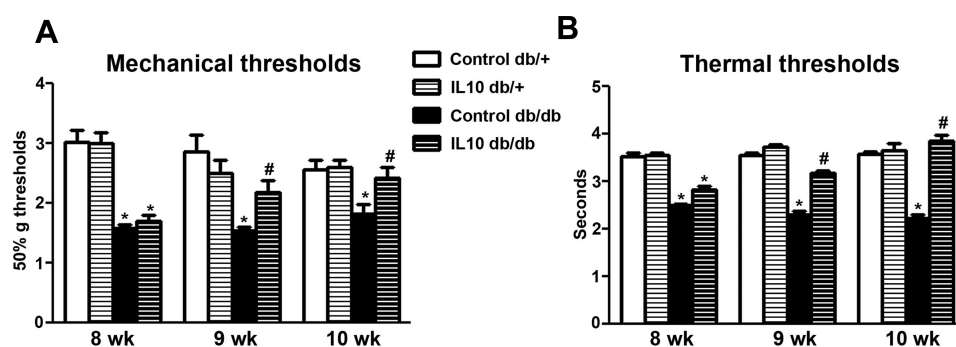 A
Mechanical thresholds
50% g thresholds
4
3
2
1
0
* * * # * #
8 wk 9 wk 10 wk
Control db/+
IL10 db/+
Control db/db
IL10 db/db
B
Thermal thresholds
Seconds
5
4
3
2
1
0
* * * # * #
8 wk 9 wk 10 wk